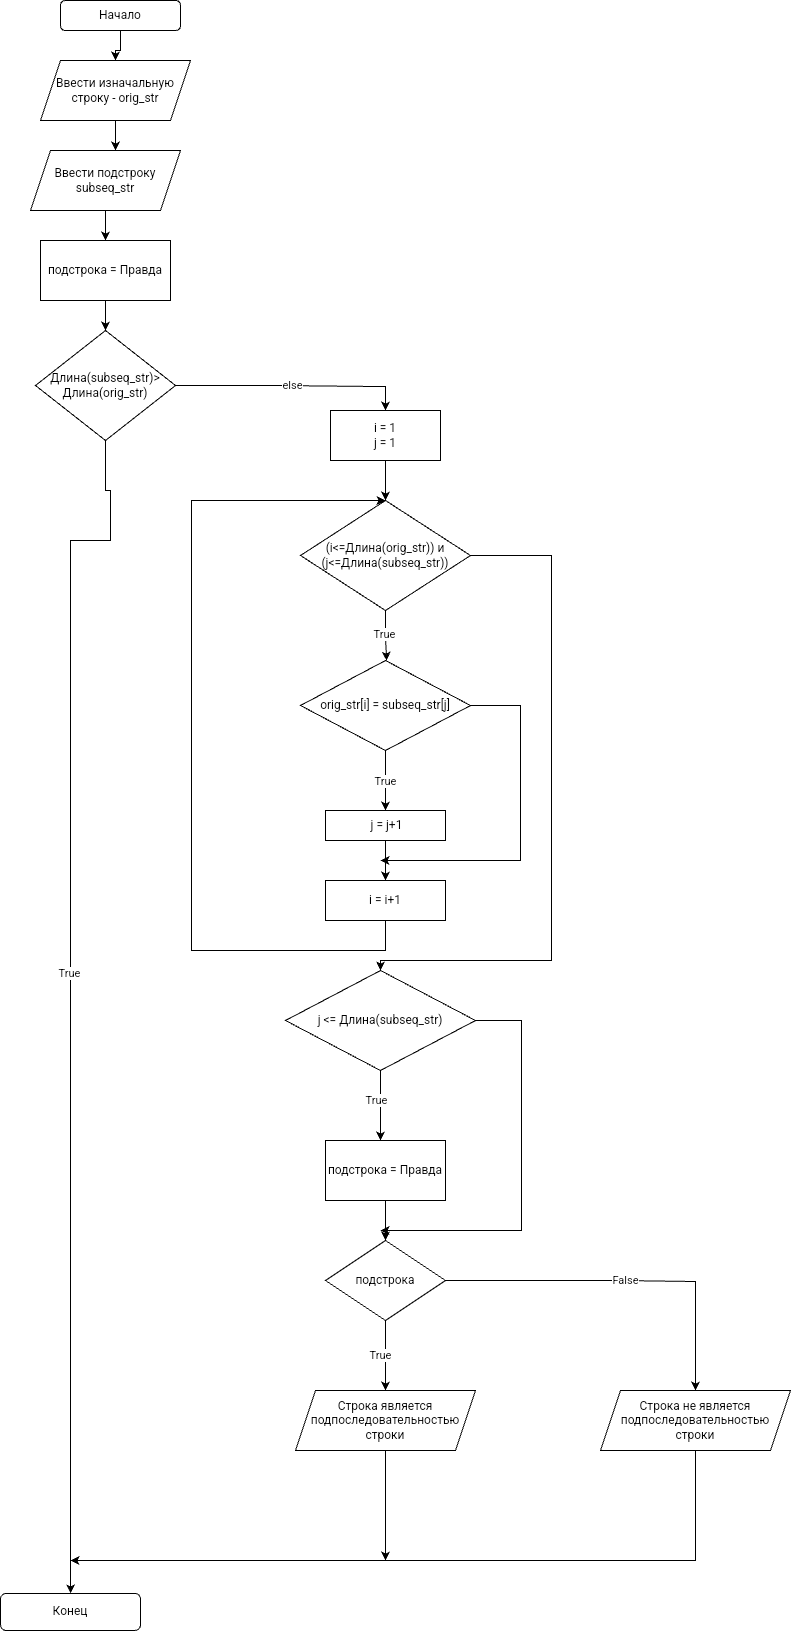 Начало
Ввести изначальную
строку - orig_str
Ввести подстроку
subseq_str
подстрока = Правда
Длина(subseq_str)>
Длина(orig_str)
else
i = 1
j = 1
(i<=Длина(orig_str)) и
(j<=Длина(subseq_str))
True
orig_str[i] = subseq_str[j]
True
j = j+1
i = i+1
True
j <= Длина(subseq_str)
True
подстрока = Правда
подстрока
False
True
Строка является
подпоследовательностью
строки
Строка не является
подпоследовательностью
строки
Конец